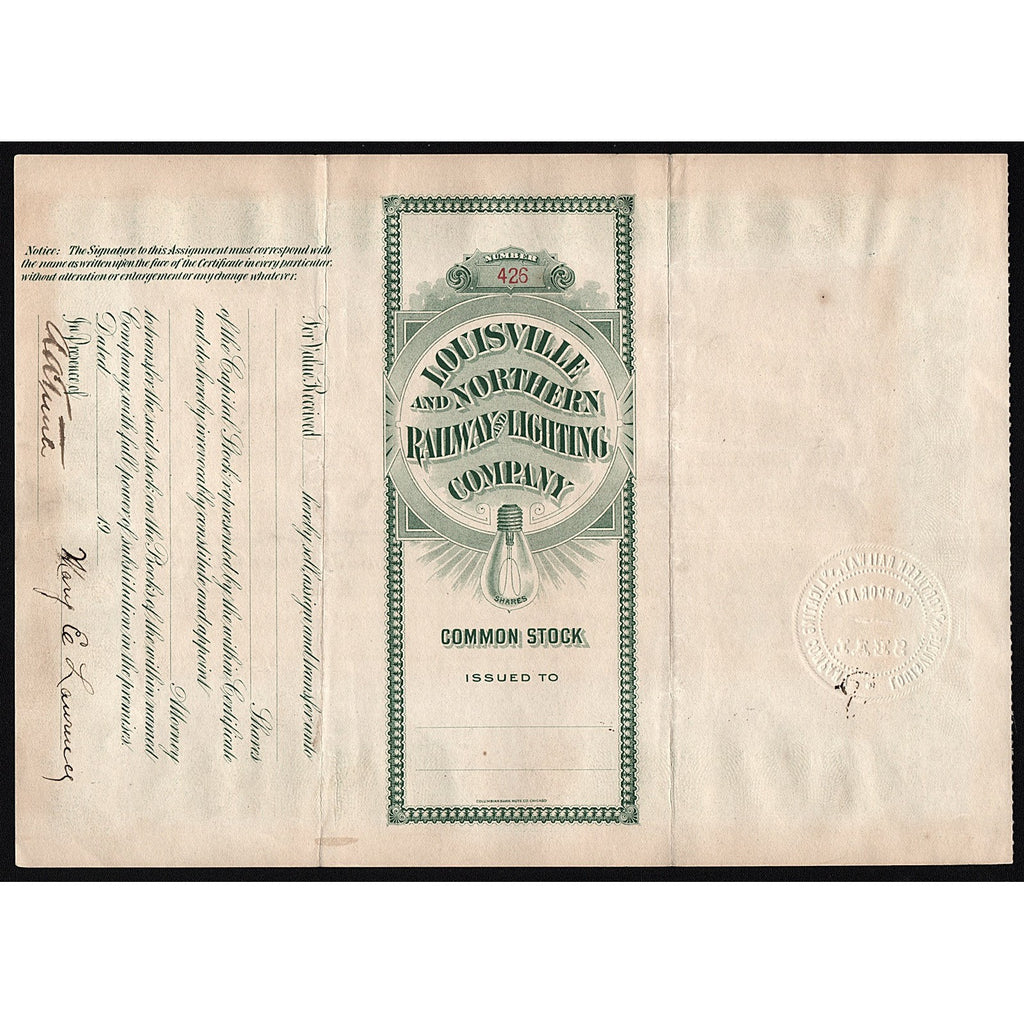 Notice: The Signature to this Assignment must correspond with
the name as written upon the face of the Certificate in every particular,
without alteration or enlargement or any change whatever.
For Value Received hereby sell, assign and transfer unto
Shares
of the Capital Stock represented by the within Certificate
and do hereby irrevocably constitute and appoint
Attorney
to transfer the said stock on the Books of the within named
Company, with full power of substitution in the premises.
Dated 19
In Presence of
Mary E Lawrence
NUMBER
426
LOUISVILLE
AND NORTHERN
RAILWAY AND LIGHTING
COMPANY
SHARES
COMMON STOCK
ISSUED TO
COLUMBIAN BANK NOTE CO. CHICAGO